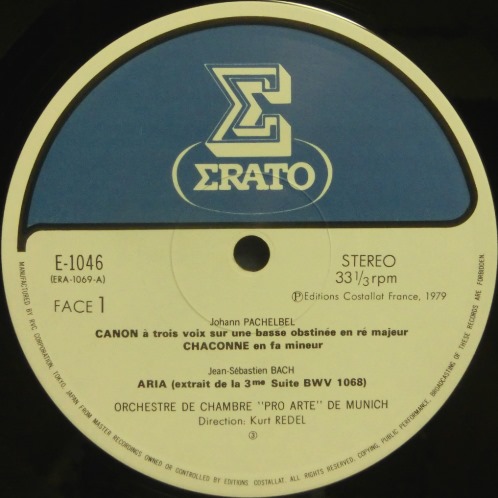 ΣRATO
E-1046
(ERA-1069-A)
FACE 1
STEREO
33 1/3 rpm
Ⓟ Editions Costallat France, 1979
Johann PACHELBEL
CANON à trois voix sur une basse obstinée en ré majeur
CHACONNE en fa mineur
Jean-Sébastien BACH
ARIA (extrait de la 3me Suite BWV 1068)
ORCHESTRE DE CHAMBRE "PRO ARTE" DE MUNICH
Direction: Kurt REDEL
③
MANUFACTURED BY RVC CORPORATION, TOKYO, JAPAN FROM MASTER RECORDINGS OWNED OR CONTROLLED BY EDITIONS COSTALLAT. ALL RIGHTS RESERVED. COPYING, PUBLIC PERFORMANCE, BROADCASTING OF THESE RECORDS ARE FORBIDDEN